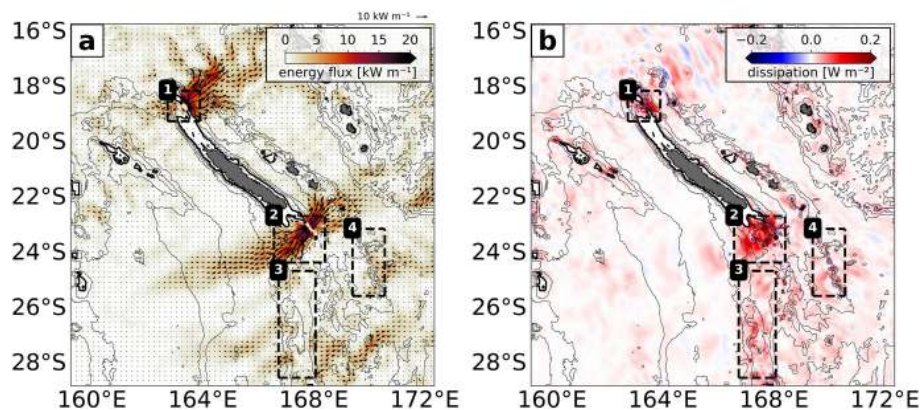 10 kW m⁻¹
16°S
18°S
20°S
22°S
24°S
26°S
28°S
160°E 164°E 168°E 172°E
a
0 5 10 15 20
energy flux [kW m⁻¹]
1
2
3
4
16°S
18°S
20°S
22°S
24°S
26°S
28°S
160°E 164°E 168°E 172°E
b
−0.2 0.0 0.2
dissipation [W m⁻²]
1
2
3
4